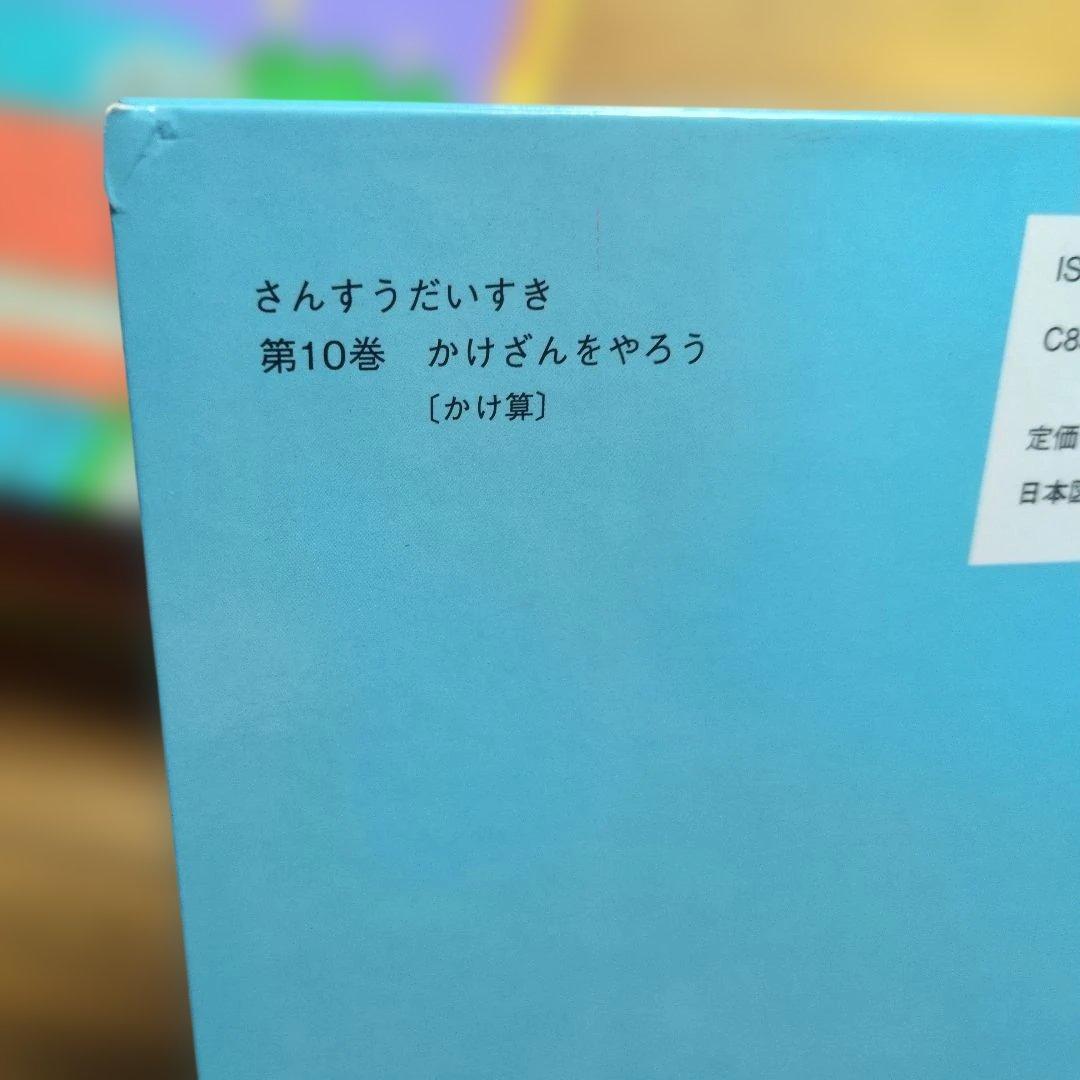 さんすうだいすき
第10巻　かけざんをやろう
〔かけ算〕
IS
C8
定価
日本図